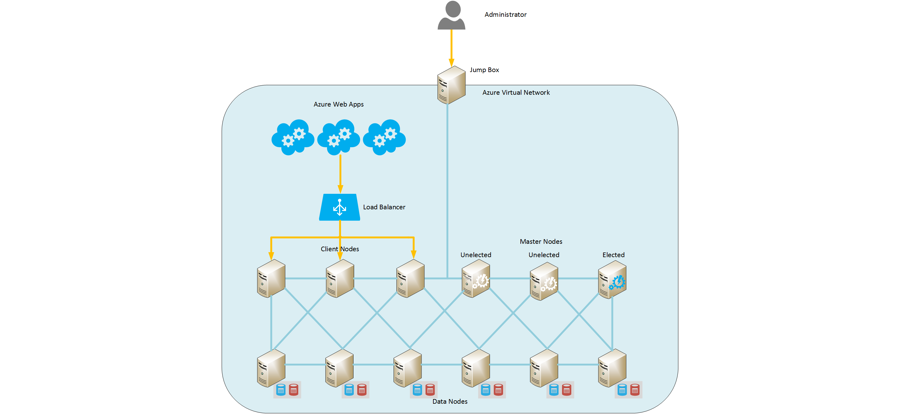 Administrator
Jump Box
Azure Virtual Network
Azure Web Apps
Load Balancer
Master Nodes
Client Nodes
Unelected
Unelected
Elected
Data Nodes